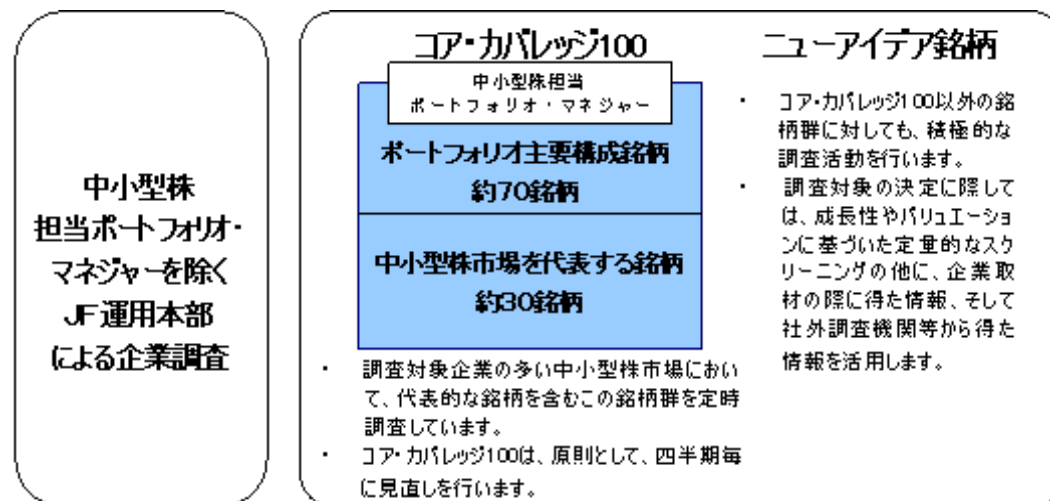 中小型株
担当ポートフォリオ・
マネジャーを除く
JF運用本部
による企業調査
コア・カバレッジ100
中小型株担当
ポートフォリオ・マネジャー
ポートフォリオ主要構成銘柄
約70銘柄
中小型株市場を代表する銘柄
約30銘柄
・ 調査対象企業の多い中小型株市場におい
て、代表的な銘柄を含むこの銘柄群を定時
調査しています。
・ コア・カバレッジ100は、原則として、四半期毎
に見直しを行います。
ニューアイデア銘柄
・ コア・カバレッジ100以外の銘
柄群に対しても、積極的な
調査活動を行います。
・ 調査対象の決定に際して
は、成長性やバリュエーショ
ンに基づいた定量的なスク
リーニングの他に、企業取
材の際に得た情報、そして
社外調査機関等から得た
情報を活用します。